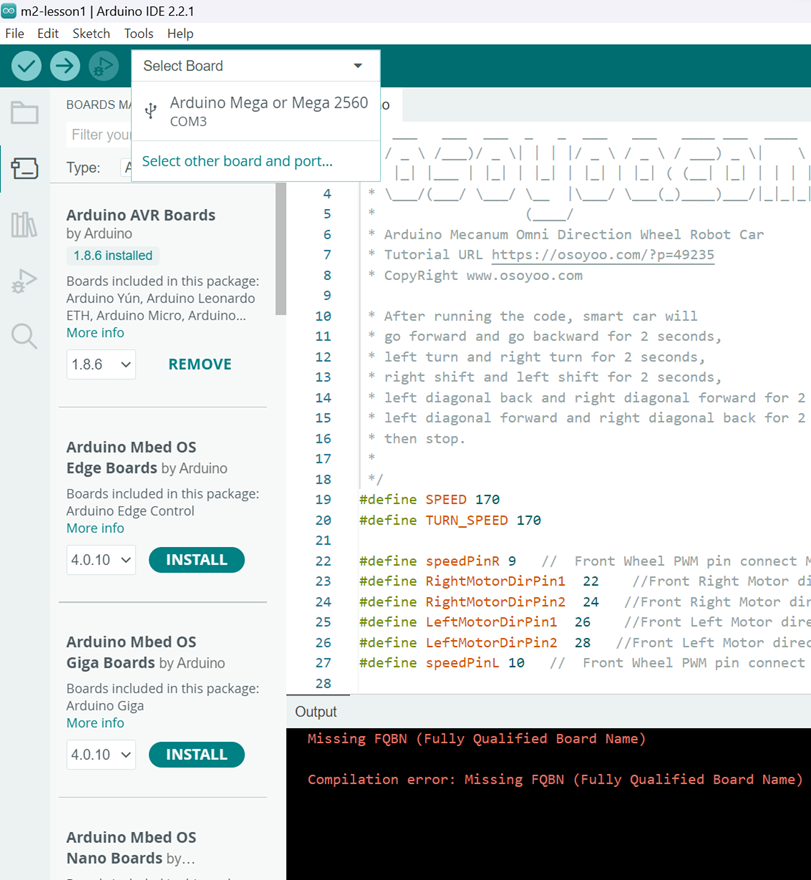 m2-lesson1 | Arduino IDE 2.2.1
File Edit Sketch Tools Help
Select Board
Arduino Mega or Mega 2560
COM3
Select other board and port...
BOARDS MA
Filter your
Type:
Arduino AVR Boards
by Arduino
1.8.6 installed
Boards included in this package:
Arduino Yún, Arduino Leonardo
ETH, Arduino Micro, Arduino...
More info
1.8.6 REMOVE
Arduino Mbed OS
Edge Boards by Arduino
Boards included in this package:
Arduino Edge Control
More info
4.0.10 INSTALL
Arduino Mbed OS
Giga Boards by Arduino
Boards included in this package:
Arduino Giga
More info
4.0.10 INSTALL
Arduino Mbed OS
Nano Boards by...
4 *
5 *
6 * Arduino Mecanum Omni Direction Wheel Robot Car
7 * Tutorial URL https://osoyoo.com/?p=49235
8 * CopyRight www.osoyoo.com
9
10 * After running the code, smart car will
11 * go forward and go backward for 2 seconds,
12 * left turn and right turn for 2 seconds,
13 * right shift and left shift for 2 seconds,
14 * left diagonal back and right diagonal forward for 2
15 * left diagonal forward and right diagonal back for 2
16 * then stop.
17 *
18 */
19 #define SPEED 170
20 #define TURN_SPEED 170
21
22 #define speedPinR 9 // Front Wheel PWM pin connect M
23 #define RightMotorDirPin1 22 //Front Right Motor di
24 #define RightMotorDirPin2 24 //Front Right Motor di
25 #define LeftMotorDirPin1 26 //Front Left Motor dire
26 #define LeftMotorDirPin2 28 //Front Left Motor direc
27 #define speedPinL 10 // Front Wheel PWM pin connect
28
Output
Missing FQBN (Fully Qualified Board Name)
Compilation error: Missing FQBN (Fully Qualified Board Name)